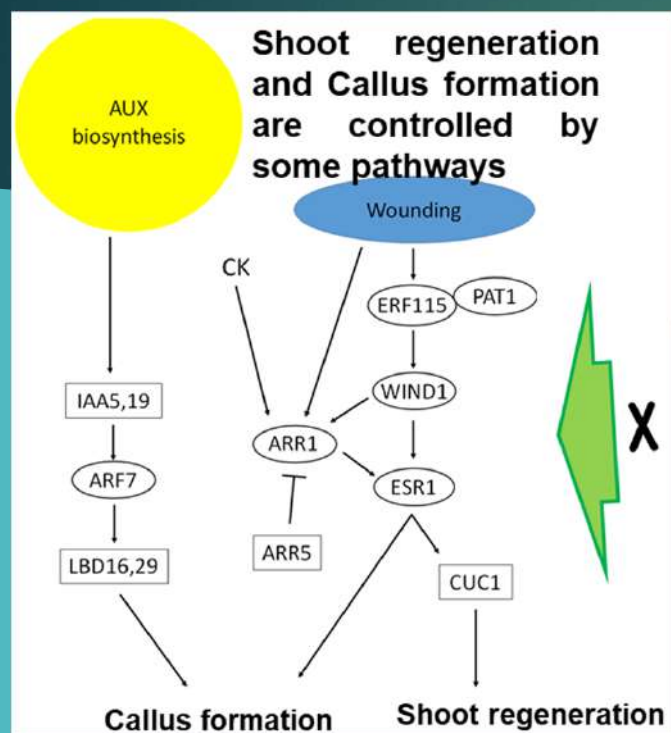 Shoot regeneration
and Callus formation
are controlled by
some pathways
AUX
biosynthesis
Wounding
CK
ERF115
PAT1
IAA5,19
WIND1
ARR1
ARF7
ESR1
LBD16,29
ARR5
CUC1
X
Callus formation
Shoot regeneration